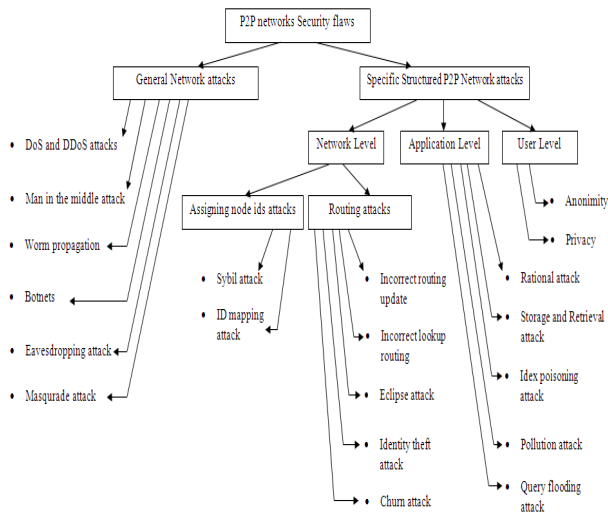 P2P networks Security flaws
General Network attacks
Specific Structured P2P Network attacks
Network Level
Application Level
User Level
Assigning node ids attacks
Routing attacks
• DoS and DDoS attacks
• Man in the middle attack
• Worm propagation
• Botnets
• Eavesdropping attack
• Masqurade attack
• Sybil attack
• ID mapping
attack
• Incorrect routing
update
• Incorrect lookup
routing
• Eclipse attack
• Identity theft
attack
• Churn attack
• Rational attack
• Storage and Retrieval
attack
• Idex poisoning
attack
• Pollution attack
• Query flooding
attack
• Anonimity
• Privacy